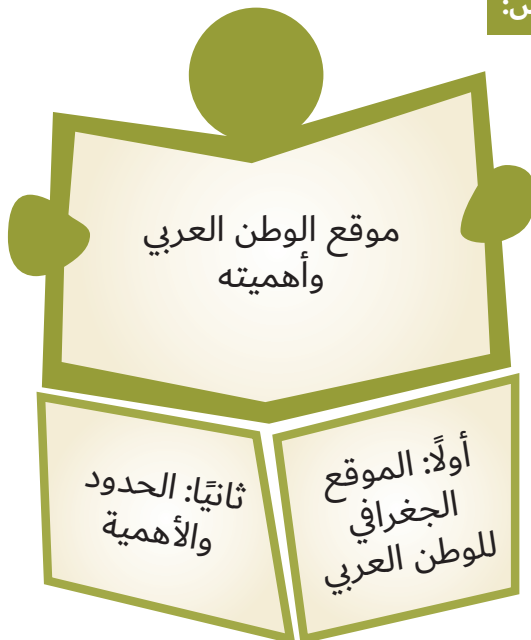 موقع الوطن العربي
وأهميته
أولًا: الموقع
الجغرافي
للوطن العربي
ثانيًا: الحدود
والأهمية